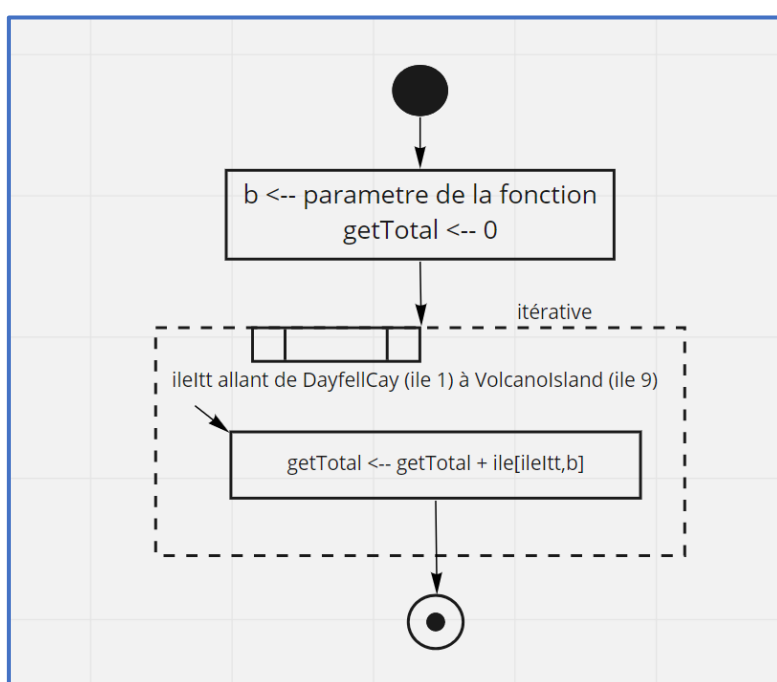 b <-- parametre de la fonction
getTotal <-- 0
itérative
ileItt allant de DayfellCay (ile 1) à VolcanoIsland (ile 9)
getTotal <-- getTotal + ile[ileItt,b]